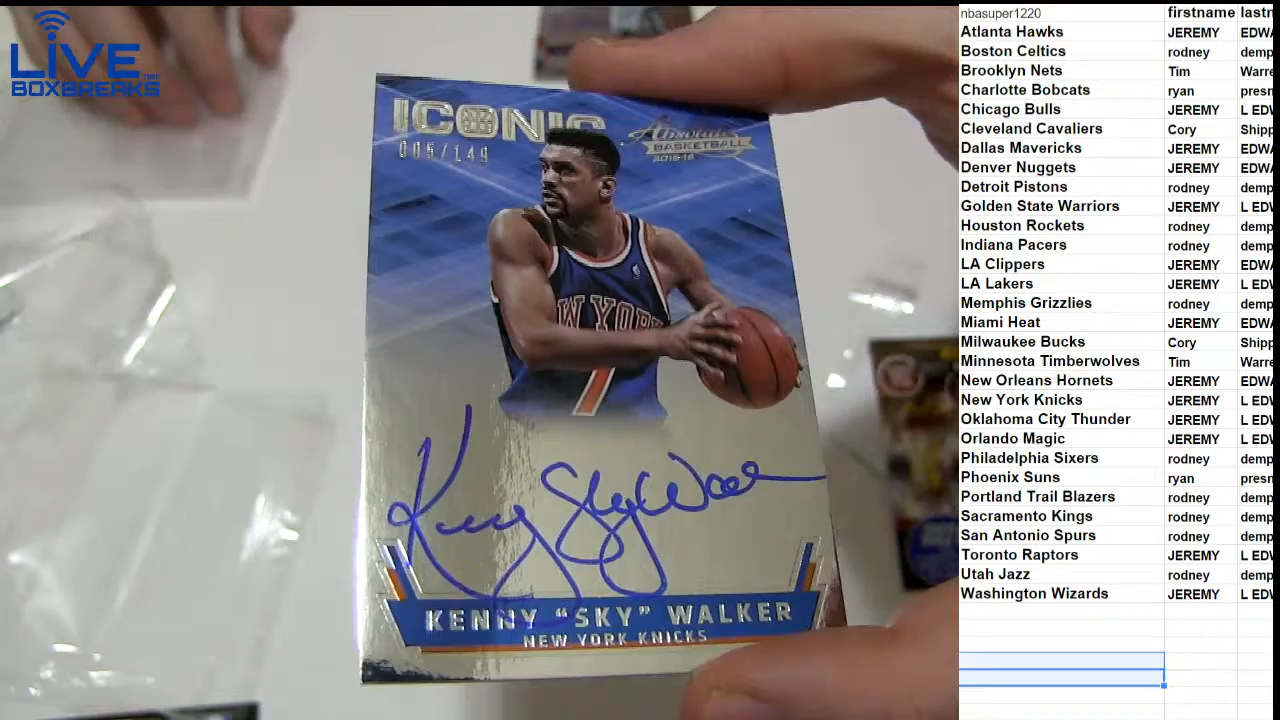 LIVE
BOXBREAKS
ICONIC
005/149
Absolute
BASKETBALL
NEW YORK
7
Kenny Sky Walker
KENNY "SKY" WALKER
NEW YORK KNICKS
nbasuper1220 firstname lastn
Atlanta Hawks JEREMY EDWA
Boston Celtics rodney demp
Brooklyn Nets Tim Warre
Charlotte Bobcats ryan presn
Chicago Bulls JEREMY L EDW
Cleveland Cavaliers Cory Shipp
Dallas Mavericks JEREMY L EDW
Denver Nuggets JEREMY EDWA
Detroit Pistons rodney demp
Golden State Warriors JEREMY L EDW
Houston Rockets rodney demp
Indiana Pacers rodney demp
LA Clippers JEREMY EDWA
LA Lakers JEREMY L EDW
Memphis Grizzlies rodney demp
Miami Heat JEREMY EDWA
Milwaukee Bucks Cory Shipp
Minnesota Timberwolves Tim Warre
New Orleans Hornets JEREMY EDWA
New York Knicks JEREMY L EDW
Oklahoma City Thunder JEREMY L EDW
Orlando Magic JEREMY L EDW
Philadelphia Sixers rodney demp
Phoenix Suns ryan presn
Portland Trail Blazers rodney demp
Sacramento Kings rodney demp
San Antonio Spurs rodney demp
Toronto Raptors JEREMY L EDW
Utah Jazz rodney demp
Washington Wizards JEREMY L EDW